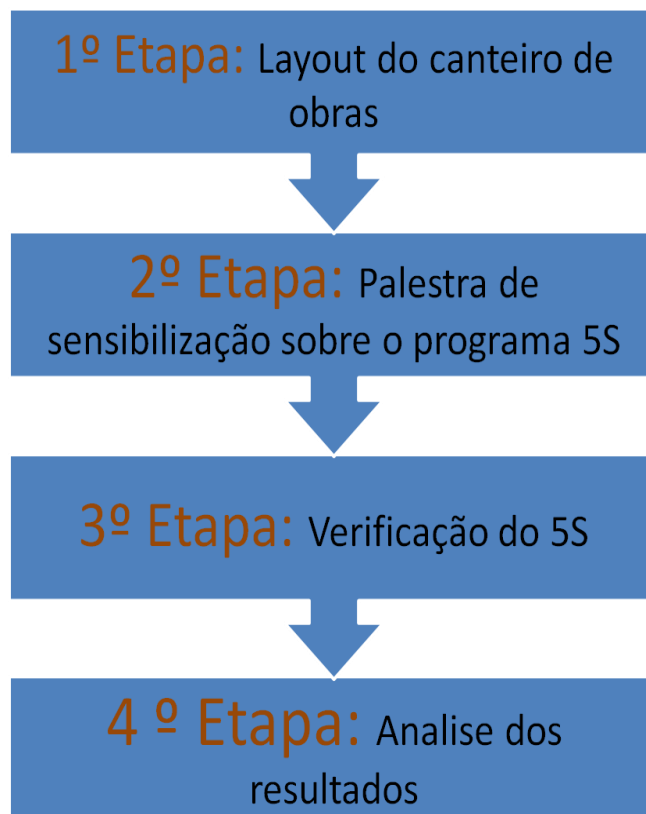 1º Etapa: Layout do canteiro de
obras
2º Etapa: Palestra de
sensibilização sobre o programa 5S
3º Etapa: Verificação do 5S
4 º Etapa: Analise dos
resultados